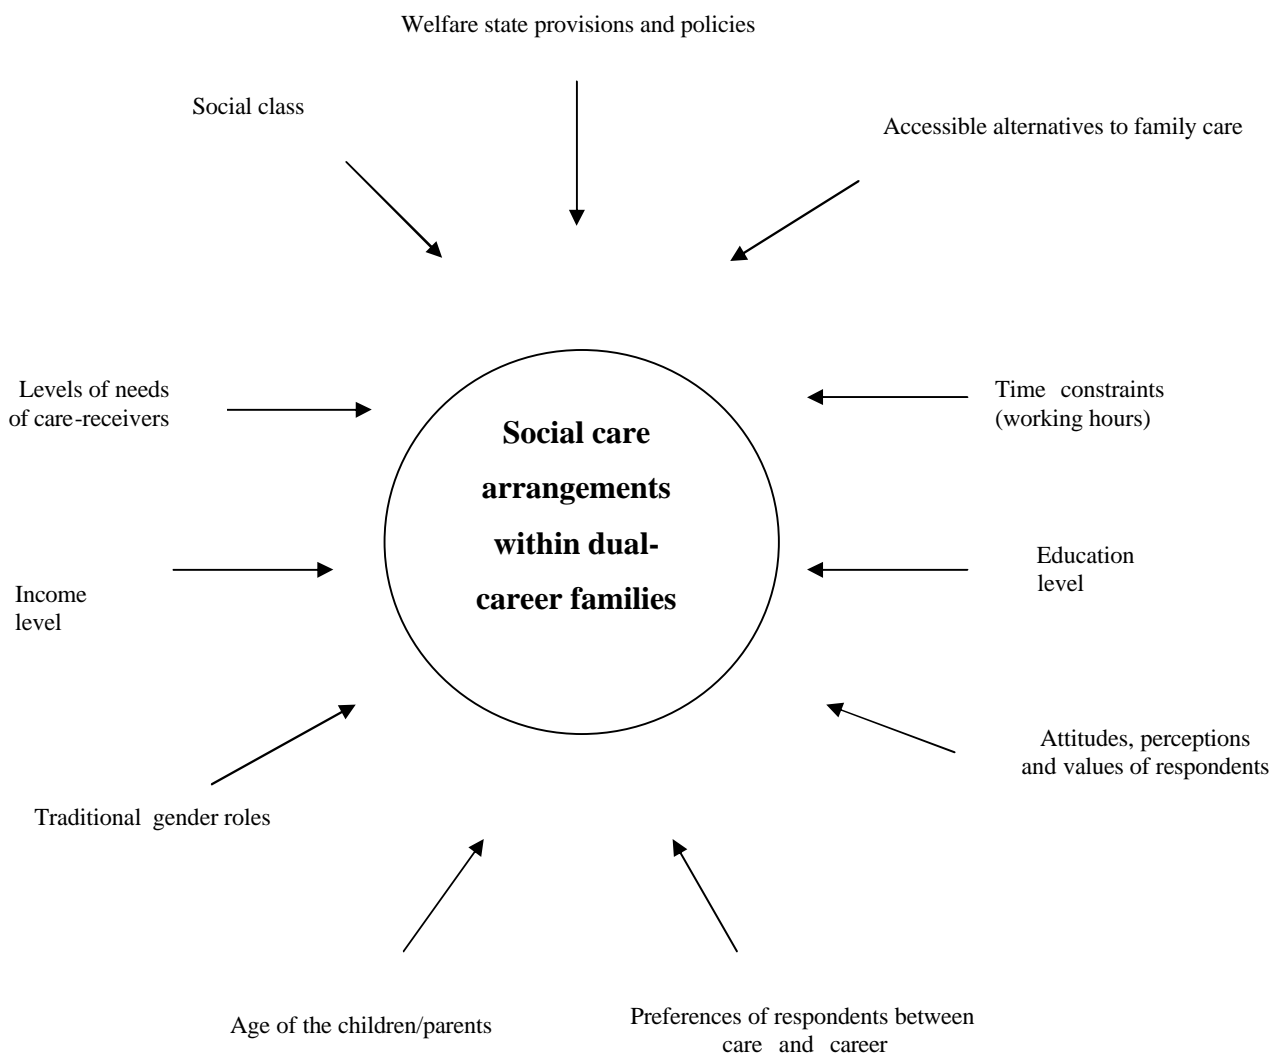 Welfare state provisions and policies
Social class
Accessible alternatives to family care
Levels of needs
of care-receivers
Time constraints
(working hours)
Social care
arrangements
within dual-
career families
Education
level
Income
level
Attitudes, perceptions
and values of respondents
Traditional gender roles
Age of the children/parents
Preferences of respondents between
care and career